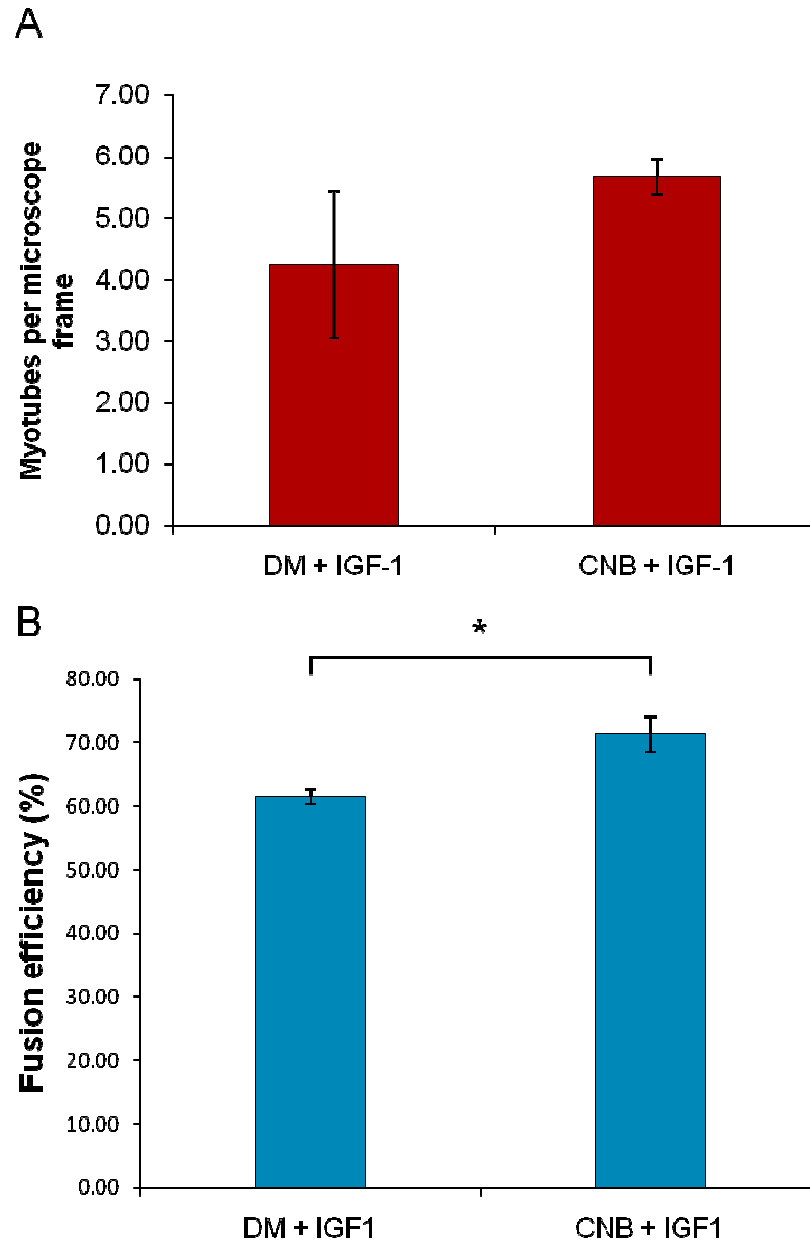 A
7.00
6.00
5.00
4.00
3.00
2.00
1.00
0.00
Myotubes per microscope
frame
DM + IGF-1
CNB + IGF-1
B
*
80.00
70.00
60.00
50.00
40.00
30.00
20.00
10.00
0.00
Fusion efficiency (%)
DM + IGF1
CNB + IGF1